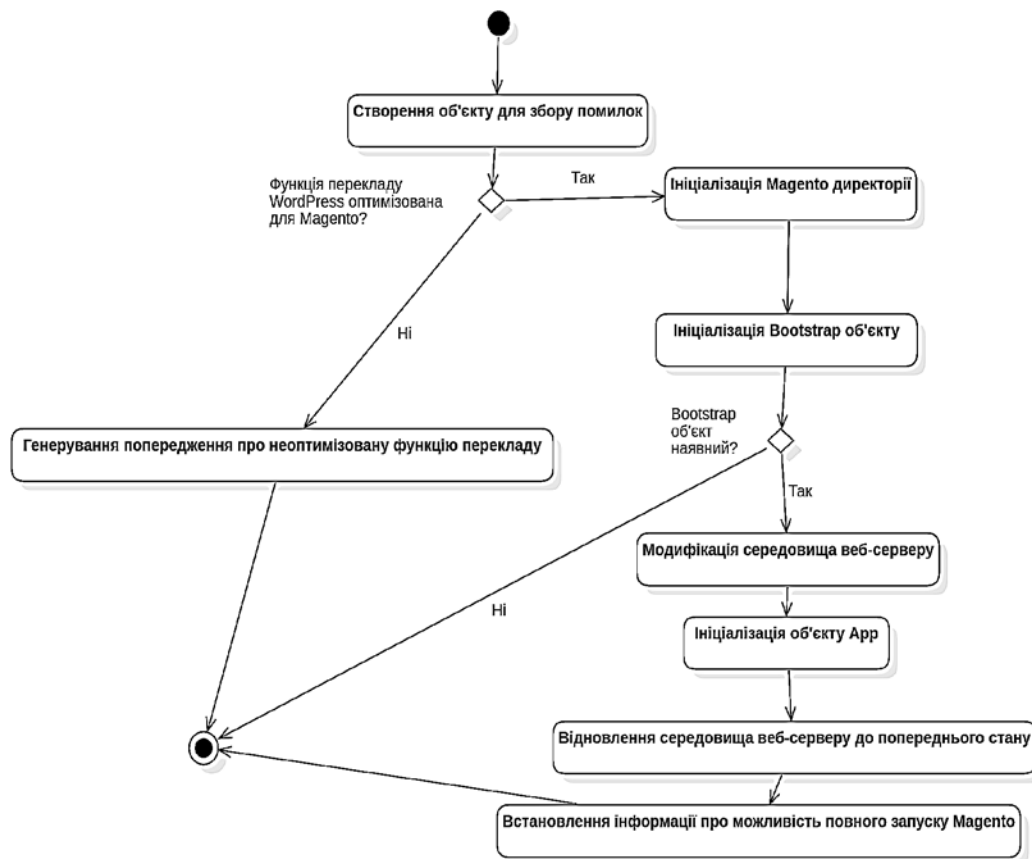 Створення об'єкту для збору помилок
Функція перекладу
WordPress оптимізована
для Magento?
Так
Ініціалізація Magento директорії
Ні
Ініціалізація Bootstrap об'єкту
Bootstrap
об'єкт
наявний?
Генерування попередження про неоптимізовану функцію перекладу
Так
Модифікація середовища веб-серверу
Ні
Ініціалізація об'єкту App
Відновлення середовища веб-серверу до попереднього стану
Встановлення інформації про можливість повного запуску Magento